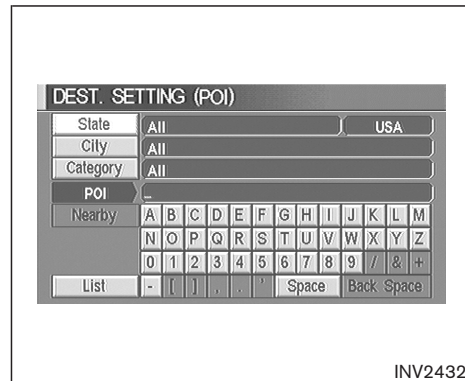 DEST. SETTING (POI)
State All USA
City All
Category All
POI _
Nearby A B C D E F G H I J K L M
N O P Q R S T U V W X Y Z
0 1 2 3 4 5 6 7 8 9 / & +
List - [ ] . . ' Space Back Space
INV2432